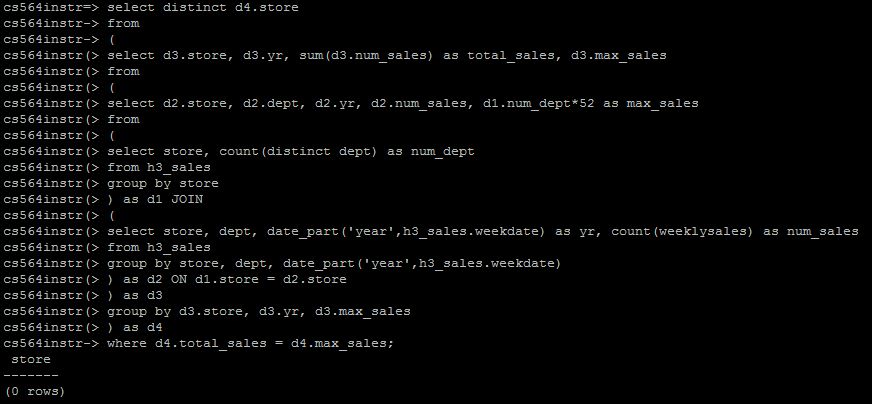 cs564instr=> select distinct d4.store
cs564instr-> from
cs564instr-> (
cs564instr(> select d3.store, d3.yr, sum(d3.num_sales) as total_sales, d3.max_sales
cs564instr(> from
cs564instr(> (
cs564instr(> select d2.store, d2.dept, d2.yr, d2.num_sales, d1.num_dept*52 as max_sales
cs564instr(> from
cs564instr(> (
cs564instr(> select store, count(distinct dept) as num_dept
cs564instr(> from h3_sales
cs564instr(> group by store
cs564instr(> ) as d1 JOIN
cs564instr(> (
cs564instr(> select store, dept, date_part('year',h3_sales.weekdate) as yr, count(weeklysales) as num_sales
cs564instr(> from h3_sales
cs564instr(> group by store, dept, date_part('year',h3_sales.weekdate)
cs564instr(> ) as d2 ON d1.store = d2.store
cs564instr(> ) as d3
cs564instr(> group by d3.store, d3.yr, d3.max_sales
cs564instr(> ) as d4
cs564instr-> where d4.total_sales = d4.max_sales;
 store
-------
(0 rows)